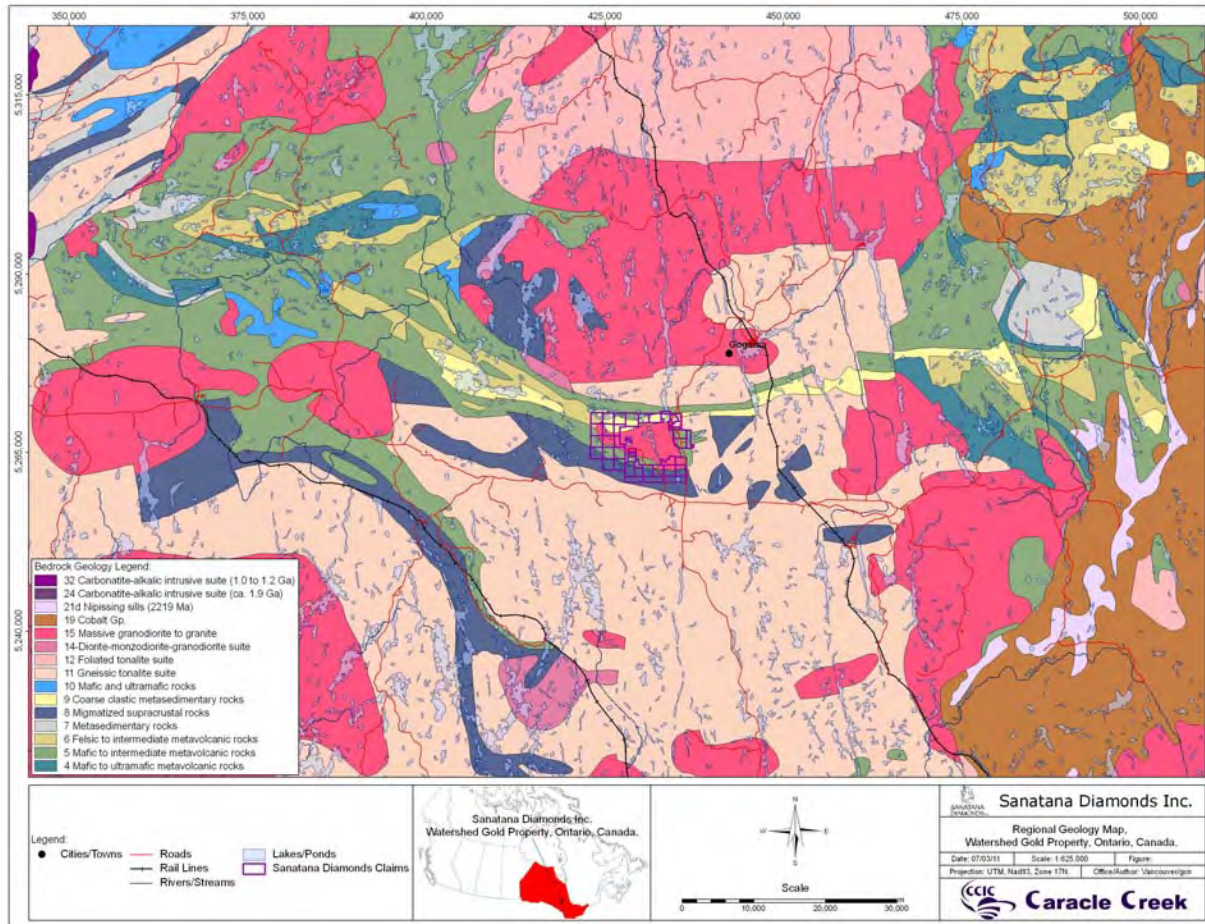 350,000 375,000 400,000 425,000 450,000 475,000 500,000
5,315,000
5,290,000
Gogama
5,265,000
5,240,000
Bedrock Geology Legend:
32 Carbonatite-alkalic intrusive suite (1.0 to 1.2 Ga)
24 Carbonatite-alkalic intrusive suite (ca. 1.9 Ga)
21d Nipissing sills (2219 Ma)
19 Cobalt Gp.
15 Massive granodiorite to granite
14-Diorite-monzodiorite-granodiorite suite
12 Foliated tonalite suite
11 Gneissic tonalite suite
10 Mafic and ultramafic rocks
9 Coarse clastic metasedimentary rocks
8 Migmatized supracrustal rocks
7 Metasedimentary rocks
6 Felsic to intermediate metavolcanic rocks
5 Mafic to intermediate metavolcanic rocks
4 Mafic to ultramafic metavolcanic rocks
Legend:
Cities/Towns
Roads
Rail Lines
Rivers/Streams
Lakes/Ponds
Sanatana Diamonds Claims
Sanatana Diamonds Inc.
Watershed Gold Property, Ontario, Canada.
N
W E
S
Scale
0 10,000 20,000 30,000
m
SANATANA
DIAMONDS
Sanatana Diamonds Inc.
Regional Geology Map,
Watershed Gold Property, Ontario, Canada.
Date: 07/03/11 Scale: 1:625,000 Figure:
Projection: UTM, Nad83, Zone 17N. Office/Author: Vancouver/gcn
CCIC Caracle Creek